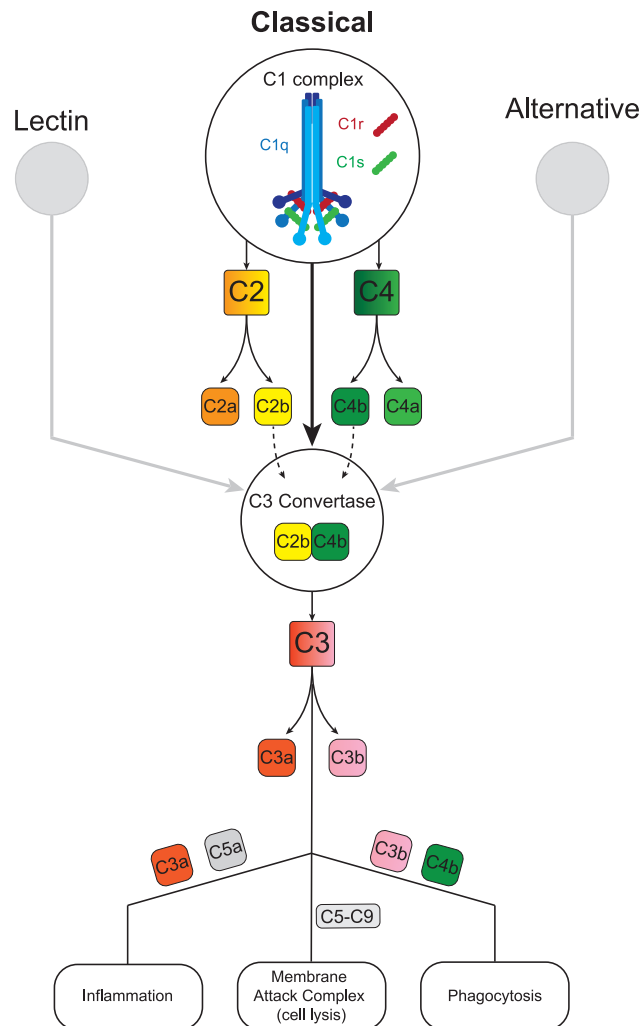 Classical
C1 complex
Lectin
Alternative
C1r
C1q
C1s
C2
C4
C2a
C2b
C4b
C4a
C3 Convertase
C2b
C4b
C3
C3a
C3b
C3a
C5a
C3b
C4b
C5-C9
Inflammation
Membrane
Attack Complex
(cell lysis)
Phagocytosis